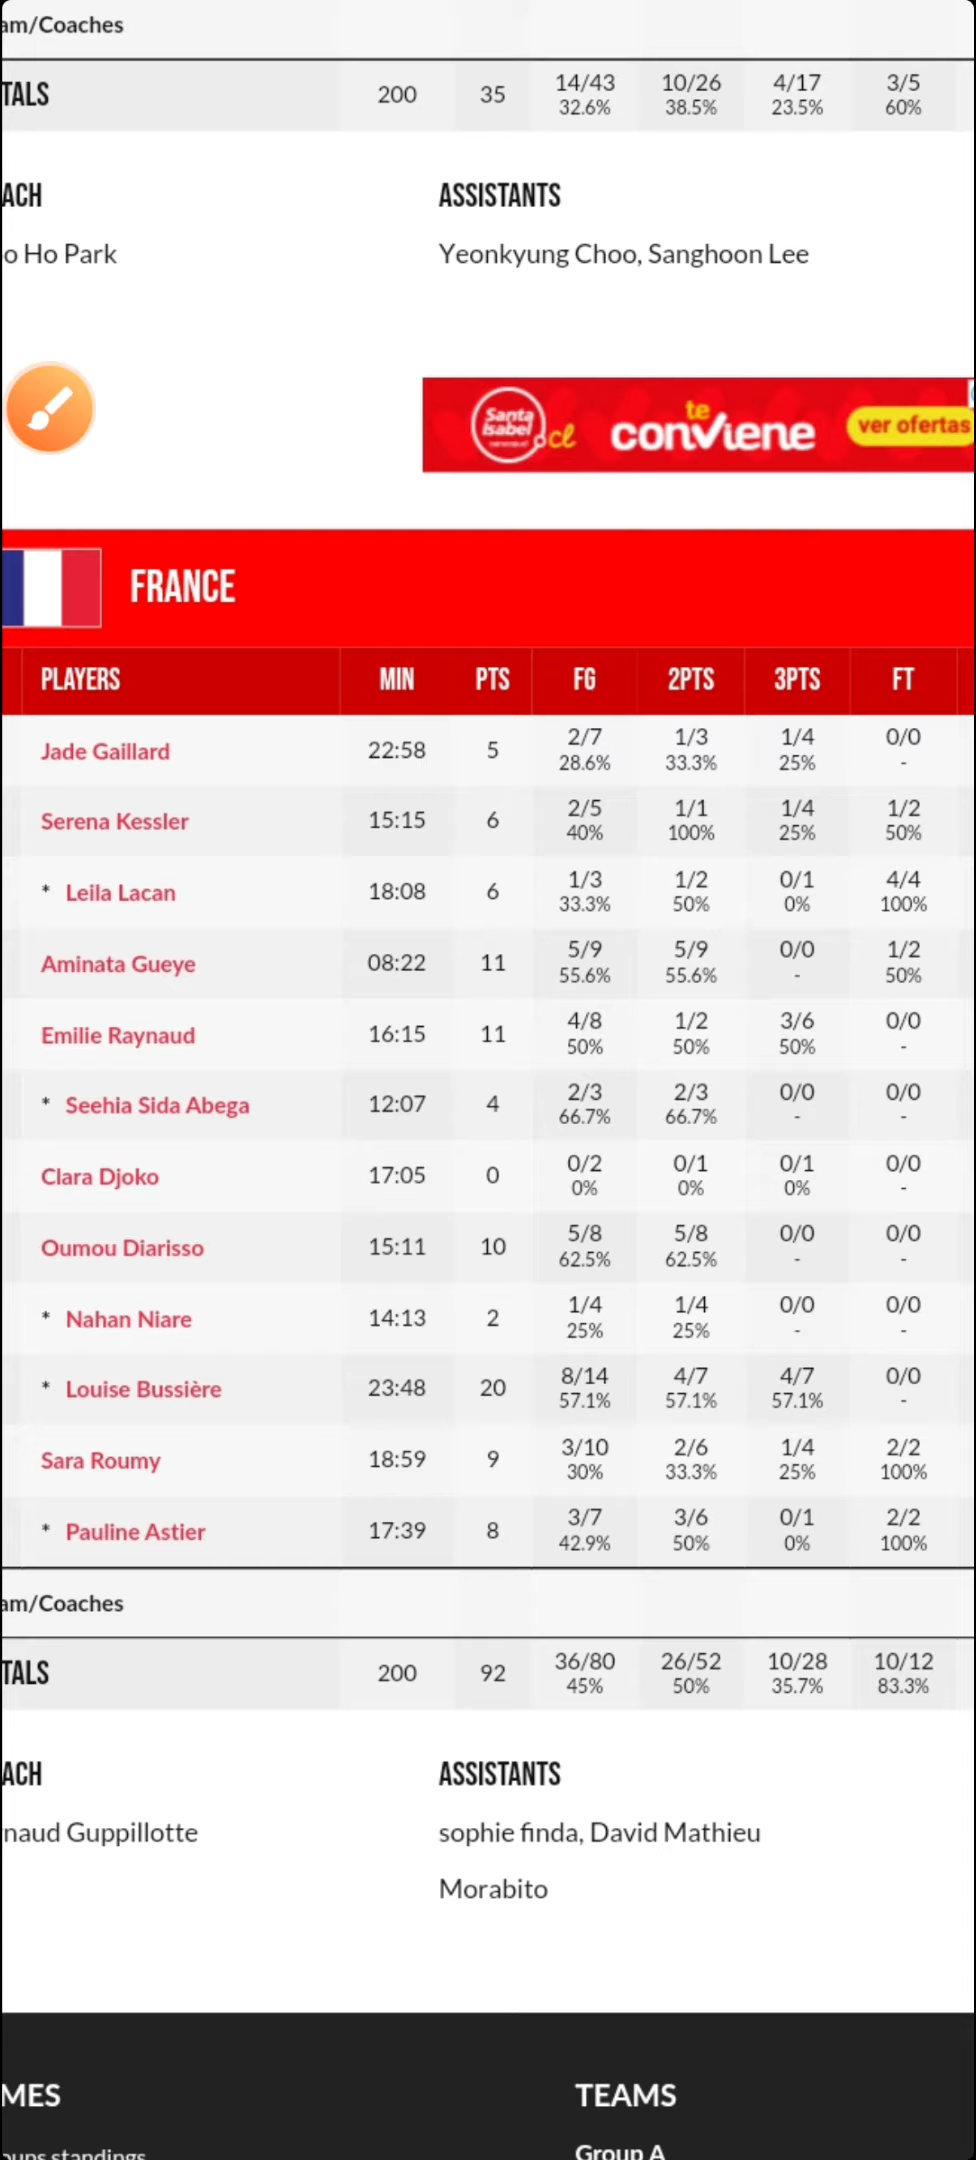 am/Coaches
TALS 200 35 14/43 32.6% 10/26 38.5% 4/17 23.5% 3/5 60%
ACH ASSISTANTS
o Ho Park Yeonkyung Choo, Sanghoon Lee
Santa Isabel .cl te conviene ver ofertas
FRANCE
PLAYERS MIN PTS FG 2PTS 3PTS FT
Jade Gaillard 22:58 5 2/7 28.6% 1/3 33.3% 1/4 25% 0/0 -
Serena Kessler 15:15 6 2/5 40% 1/1 100% 1/4 25% 1/2 50%
* Leila Lacan 18:08 6 1/3 33.3% 1/2 50% 0/1 0% 4/4 100%
Aminata Gueye 08:22 11 5/9 55.6% 5/9 55.6% 0/0 - 1/2 50%
Emilie Raynaud 16:15 11 4/8 50% 1/2 50% 3/6 50% 0/0 -
* Seehia Sida Abega 12:07 4 2/3 66.7% 2/3 66.7% 0/0 - 0/0 -
Clara Djoko 17:05 0 0/2 0% 0/1 0% 0/1 0% 0/0 -
Oumou Diarisso 15:11 10 5/8 62.5% 5/8 62.5% 0/0 - 0/0 -
* Nahan Niare 14:13 2 1/4 25% 1/4 25% 0/0 - 0/0 -
* Louise Bussière 23:48 20 8/14 57.1% 4/7 57.1% 4/7 57.1% 0/0 -
Sara Roumy 18:59 9 3/10 30% 2/6 33.3% 1/4 25% 2/2 100%
* Pauline Astier 17:39 8 3/7 42.9% 3/6 50% 0/1 0% 2/2 100%
am/Coaches
TALS 200 92 36/80 45% 26/52 50% 10/28 35.7% 10/12 83.3%
ACH ASSISTANTS
naud Guppillotte sophie finda, David Mathieu
Morabito
MES TEAMS
oups standings Group A